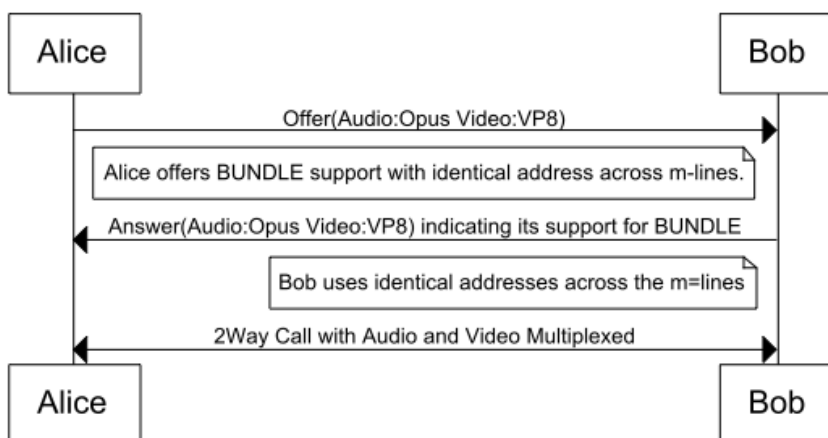 Alice
Bob
Offer(Audio:Opus Video:VP8)
Alice offers BUNDLE support with identical address across m-lines.
Answer(Audio:Opus Video:VP8) indicating its support for BUNDLE
Bob uses identical addresses across the m=lines
2Way Call with Audio and Video Multiplexed
Alice
Bob